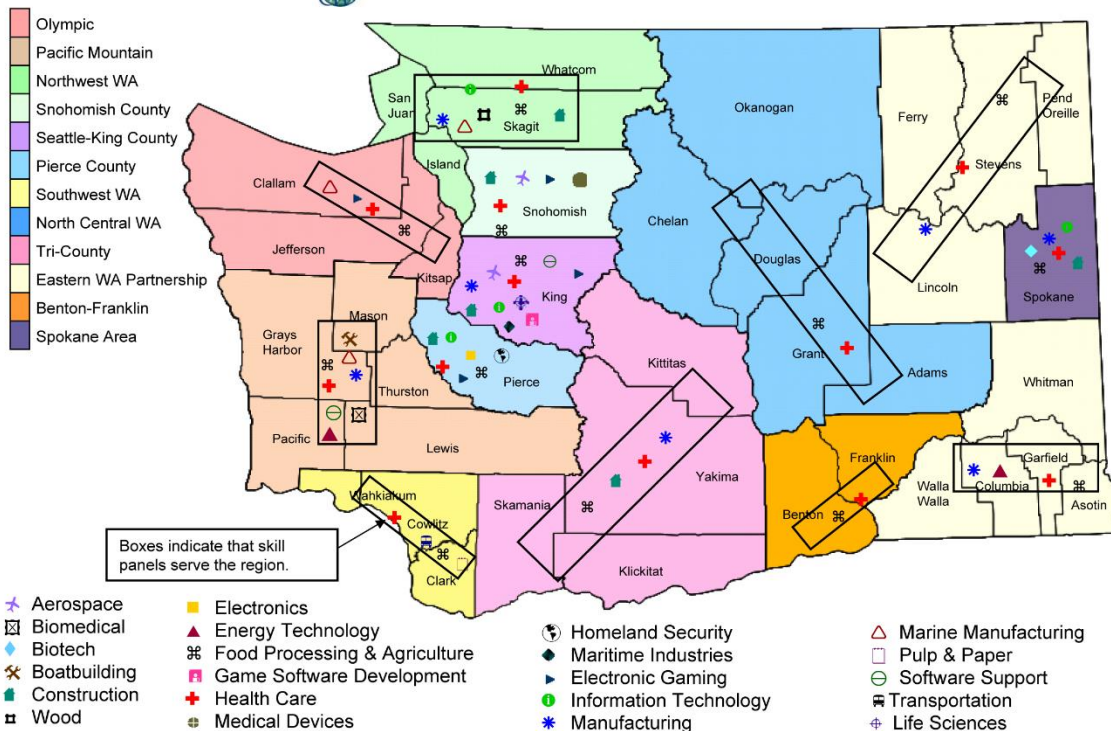 Olympic
Pacific Mountain
Northwest WA
Snohomish County
Seattle-King County
Pierce County
Southwest WA
North Central WA
Tri-County
Eastern WA Partnership
Benton-Franklin
Spokane Area
Whatcom
San
Juan
Skagit
Island
Clallam
Snohomish
Jefferson
Kitsap
King
Mason
Grays
Harbor
Thurston
Pierce
Pacific
Lewis
Wahkiakum
Cowlitz
Clark
Skamania
Klickitat
Yakima
Kittitas
Okanogan
Chelan
Douglas
Grant
Adams
Ferry
Pend
Oreille
Stevens
Lincoln
Spokane
Whitman
Franklin
Benton
Walla
Walla
Columbia
Garfield
Asotin
Boxes indicate that skill
panels serve the region.
Aerospace
Biomedical
Biotech
Boatbuilding
Construction
Wood
Electronics
Energy Technology
Food Processing & Agriculture
Game Software Development
Health Care
Medical Devices
Homeland Security
Maritime Industries
Electronic Gaming
Information Technology
Manufacturing
Marine Manufacturing
Pulp & Paper
Software Support
Transportation
Life Sciences